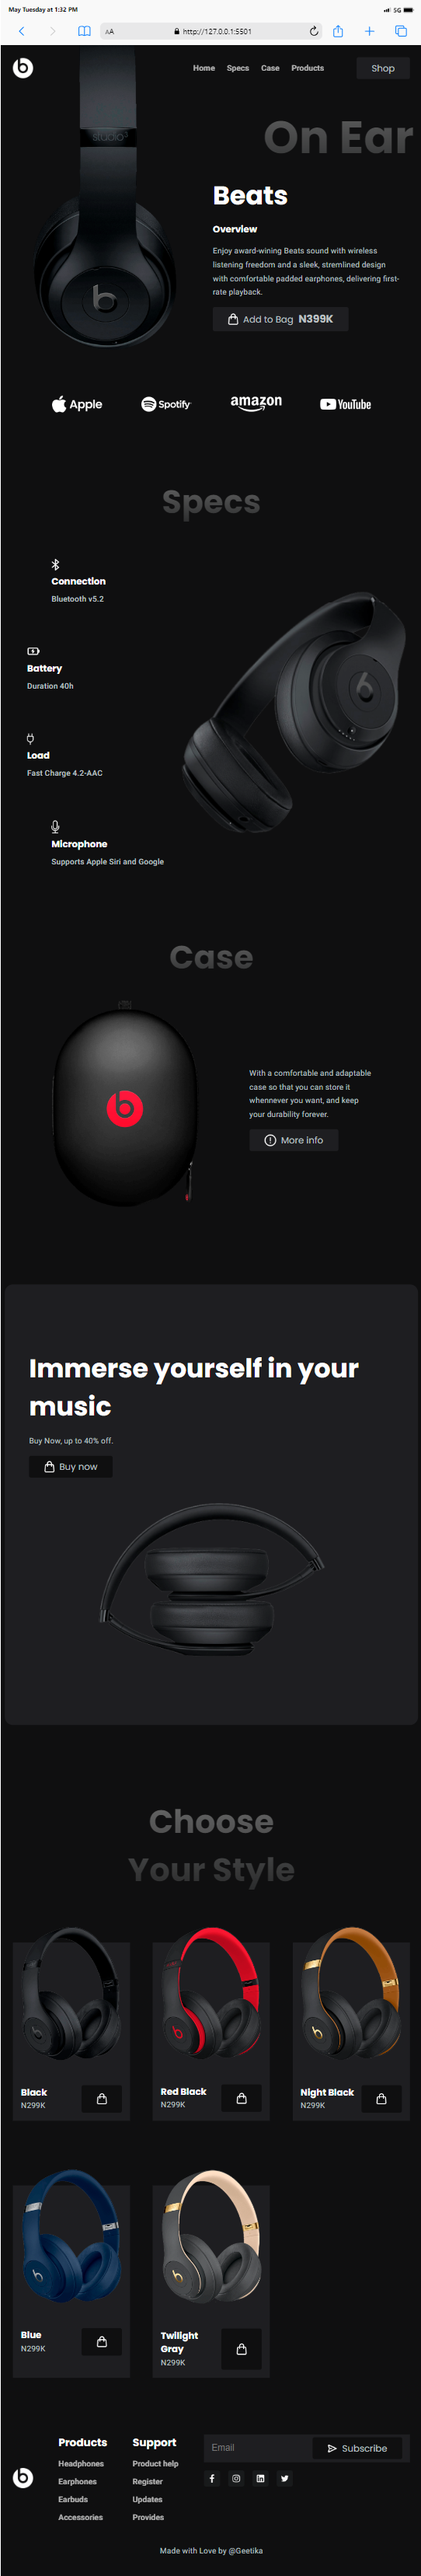 May Tuesday at 1:32 PM
5G
AA
http://127.0.0.1:5501
Home
Specs
Case
Products
Shop
studio3
On Ear
Beats
Overview
Enjoy award-wining Beats sound with wireless
listening freedom and a sleek, stremlined design
with comfortable padded earphones, delivering first-
rate playback.
Add to Bag N399K
Apple
Spotify
amazon
YouTube
Specs
Connection
Bluetooth v5.2
Battery
Duration 40h
Load
Fast Charge 4.2-AAC
Microphone
Supports Apple Siri and Google
Case
With a comfortable and adaptable
case so that you can store it
whennever you want, and keep
your durability forever.
More info
Immerse yourself in your
music
Buy Now, up to 40% off.
Buy now
Choose
Your Style
Black
N299K
Red Black
N299K
Night Black
N299K
Blue
N299K
Twilight
Gray
N299K
Products
Headphones
Earphones
Earbuds
Accessories
Support
Product help
Register
Updates
Provides
Email
Subscribe
Made with Love by @Geetika